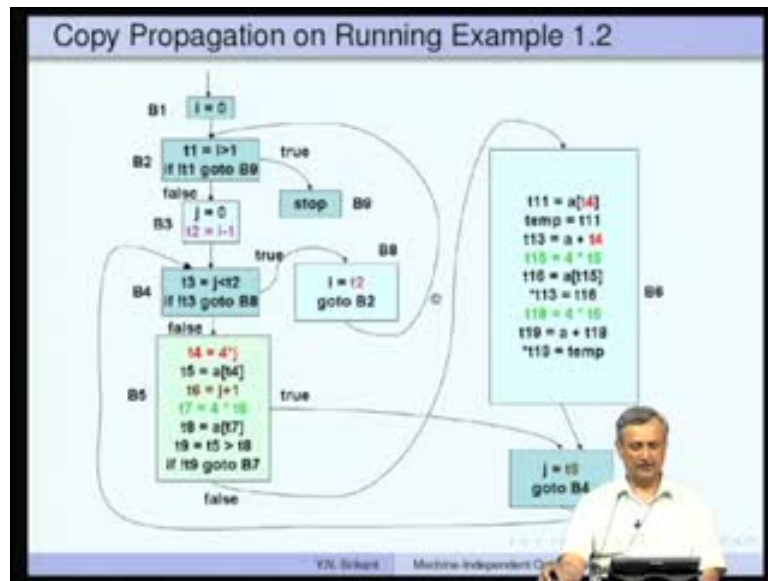 Copy Propagation on Running Example 1.2
B1
i = 0
B2
t1 = i>1
if !t1 goto B9
true
false
stop
B9
B3
j = 0
t2 = i-1
B4
t3 = j<t2
if !t3 goto B8
true
false
B8
i = t2
goto B2
B5
t4 = 4*j
t5 = a[t4]
t6 = j+1
t7 = 4 * t6
t8 = a[t7]
t9 = t5 > t8
if !t9 goto B7
true
false
t11 = a[t4]
temp = t11
t13 = a + t4
t15 = 4 * t6
t16 = a[t15]
*t13 = t16
t18 = 4 * t6
t19 = a + t18
*t19 = temp
B6
j = t6
goto B4
Y.N. Srikant
Machine-Independent